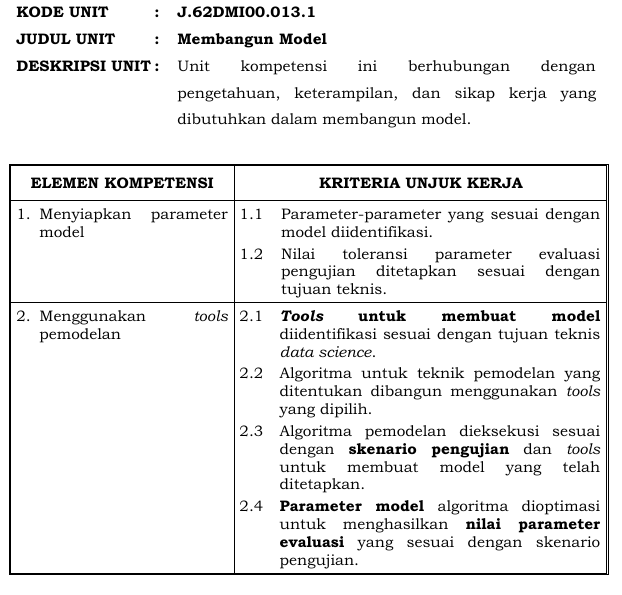 KODE UNIT : J.62DMI00.013.1
JUDUL UNIT : Membangun Model
DESKRIPSI UNIT : Unit kompetensi ini berhubungan dengan
pengetahuan, keterampilan, dan sikap kerja yang
dibutuhkan dalam membangun model.
ELEMEN KOMPETENSI KRITERIA UNJUK KERJA
1. Menyiapkan parameter
model
1.1 Parameter-parameter yang sesuai dengan
model diidentifikasi.
1.2 Nilai toleransi parameter evaluasi
pengujian ditetapkan sesuai dengan
tujuan teknis.
2. Menggunakan tools
pemodelan
2.1 Tools untuk membuat model
diidentifikasi sesuai dengan tujuan teknis
data science.
2.2 Algoritma untuk teknik pemodelan yang
ditentukan dibangun menggunakan tools
yang dipilih.
2.3 Algoritma pemodelan dieksekusi sesuai
dengan skenario pengujian dan tools
untuk membuat model yang telah
ditetapkan.
2.4 Parameter model algoritma dioptimasi
untuk menghasilkan nilai parameter
evaluasi yang sesuai dengan skenario
pengujian.